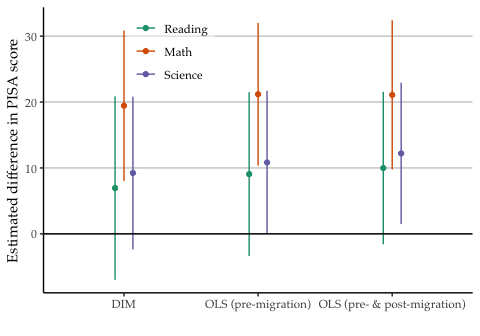 Reading
Math
Science
Estimated difference in PISA score
30
20
10
0
DIM
OLS (pre-migration)
OLS (pre- & post-migration)